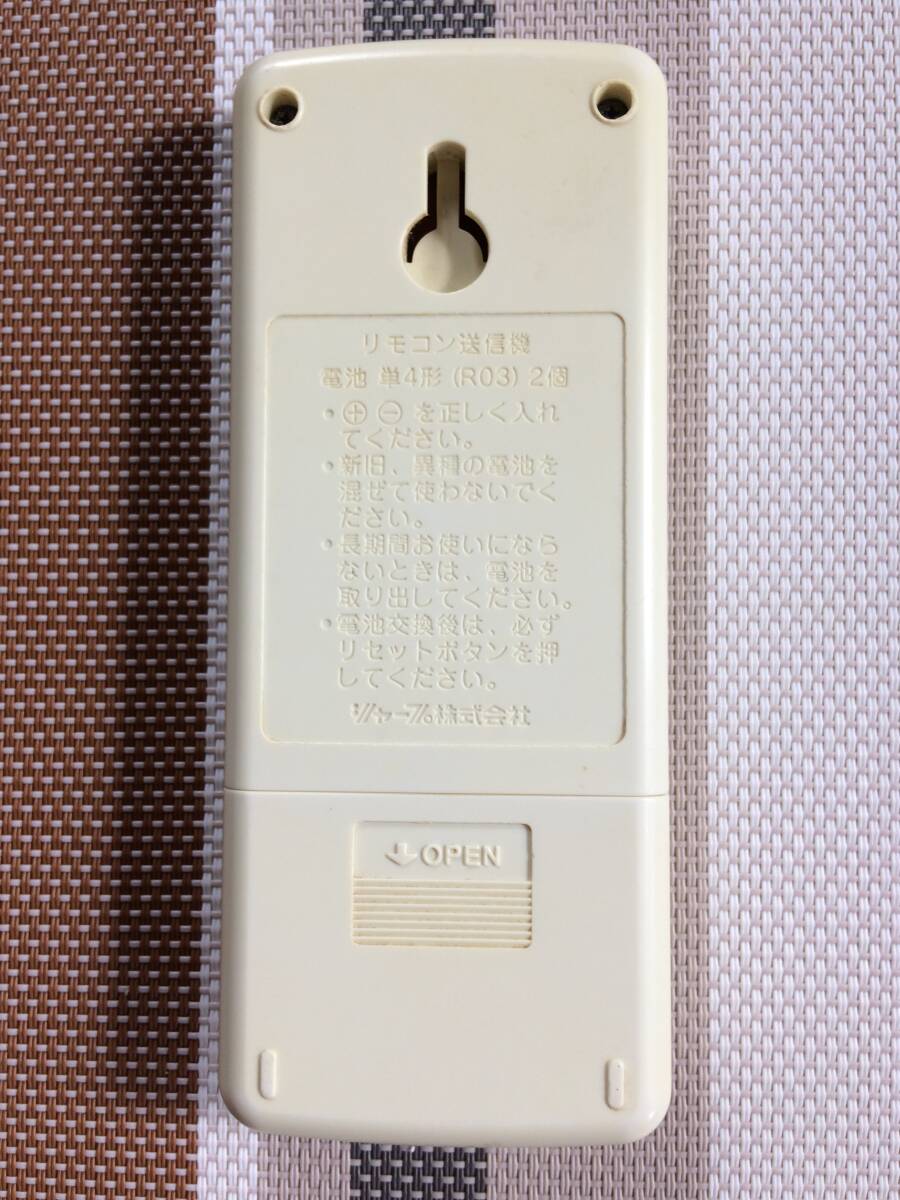 リモコン送信機
電池 単4形 (R03) 2個
・⊕ ⊖ を正しく入れ
てください。
・新旧、異種の電池を
混ぜて使わないでく
ださい。
・長期間お使いになら
ないときは、電池を
取り出してください。
・電池交換後は、必ず
リセットボタンを押
してください。
シャープ株式会社
OPEN